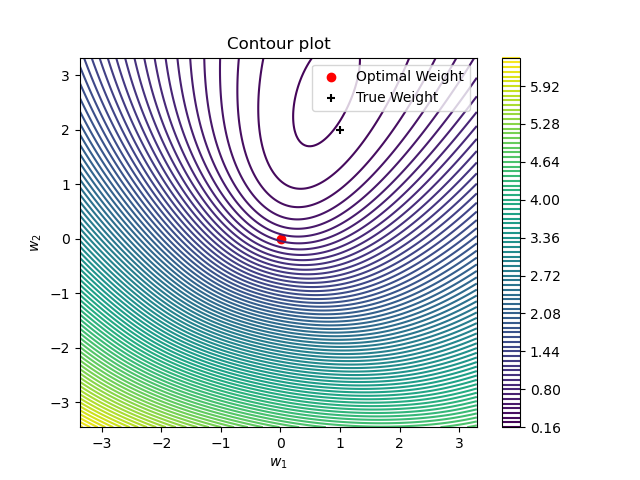 Contour plot
Optimal Weight
True Weight
3
2
1
0
−1
−2
−3
w2
−3 −2 −1 0 1 2 3
w1
5.92
5.28
4.64
4.00
3.36
2.72
2.08
1.44
0.80
0.16